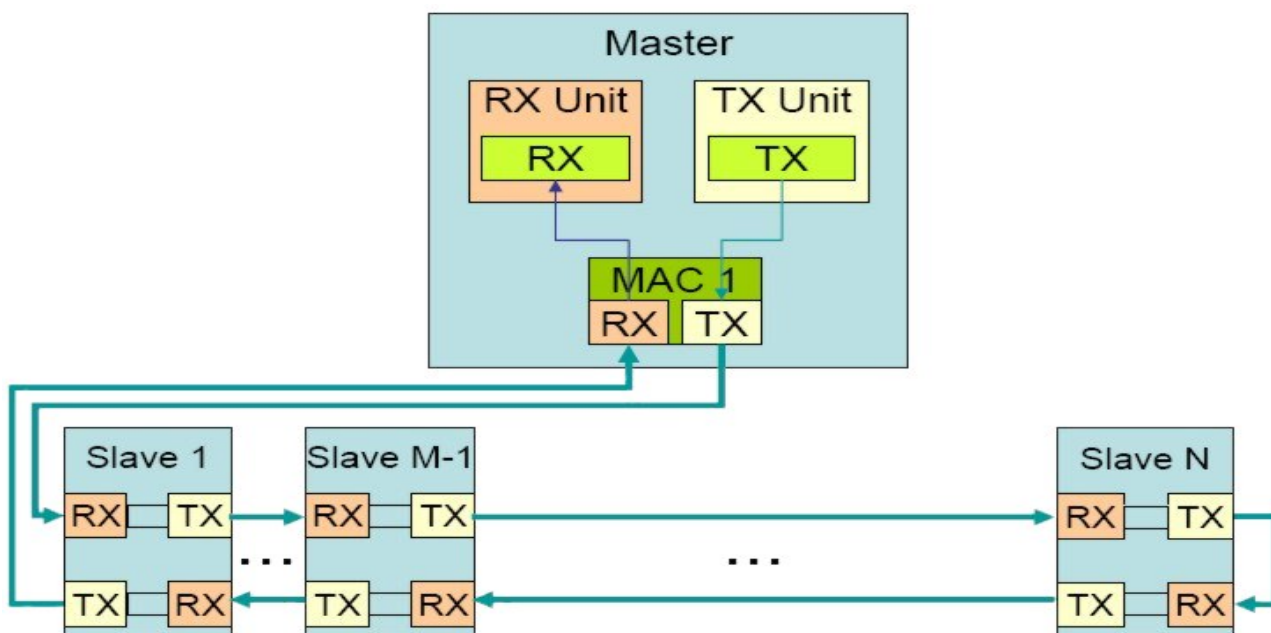 Master
RX Unit
TX Unit
RX
TX
MAC 1
RX
TX
Slave 1
Slave M-1
Slave N
RX
TX
RX
TX
RX
TX
...
...
TX
RX
TX
RX
TX
RX